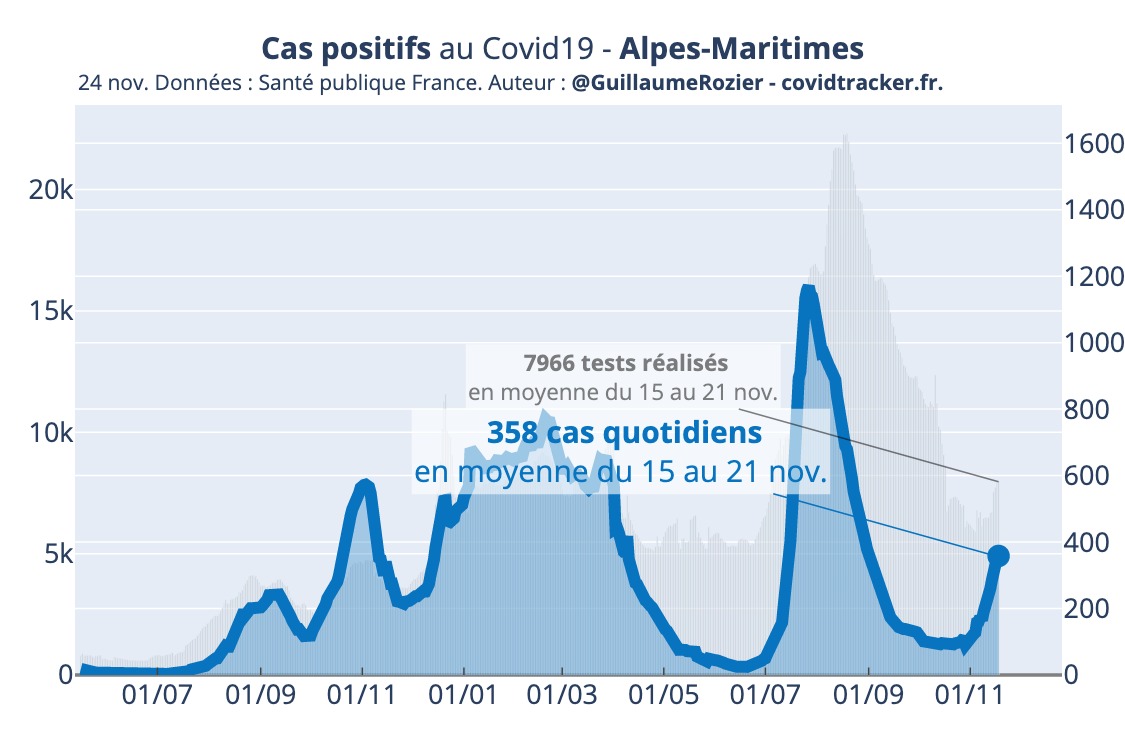 Cas positifs au Covid19 - Alpes-Maritimes
24 nov. Données : Santé publique France. Auteur : @GuillaumeRozier - covidtracker.fr.
1600
20k
1400
1200
15k
1000
7966 tests réalisés
en moyenne du 15 au 21 nov.
800
10k
358 cas quotidiens
en moyenne du 15 au 21 nov.
600
5k
400
200
0
0
01/07 01/09 01/11 01/01 01/03 01/05 01/07 01/09 01/11